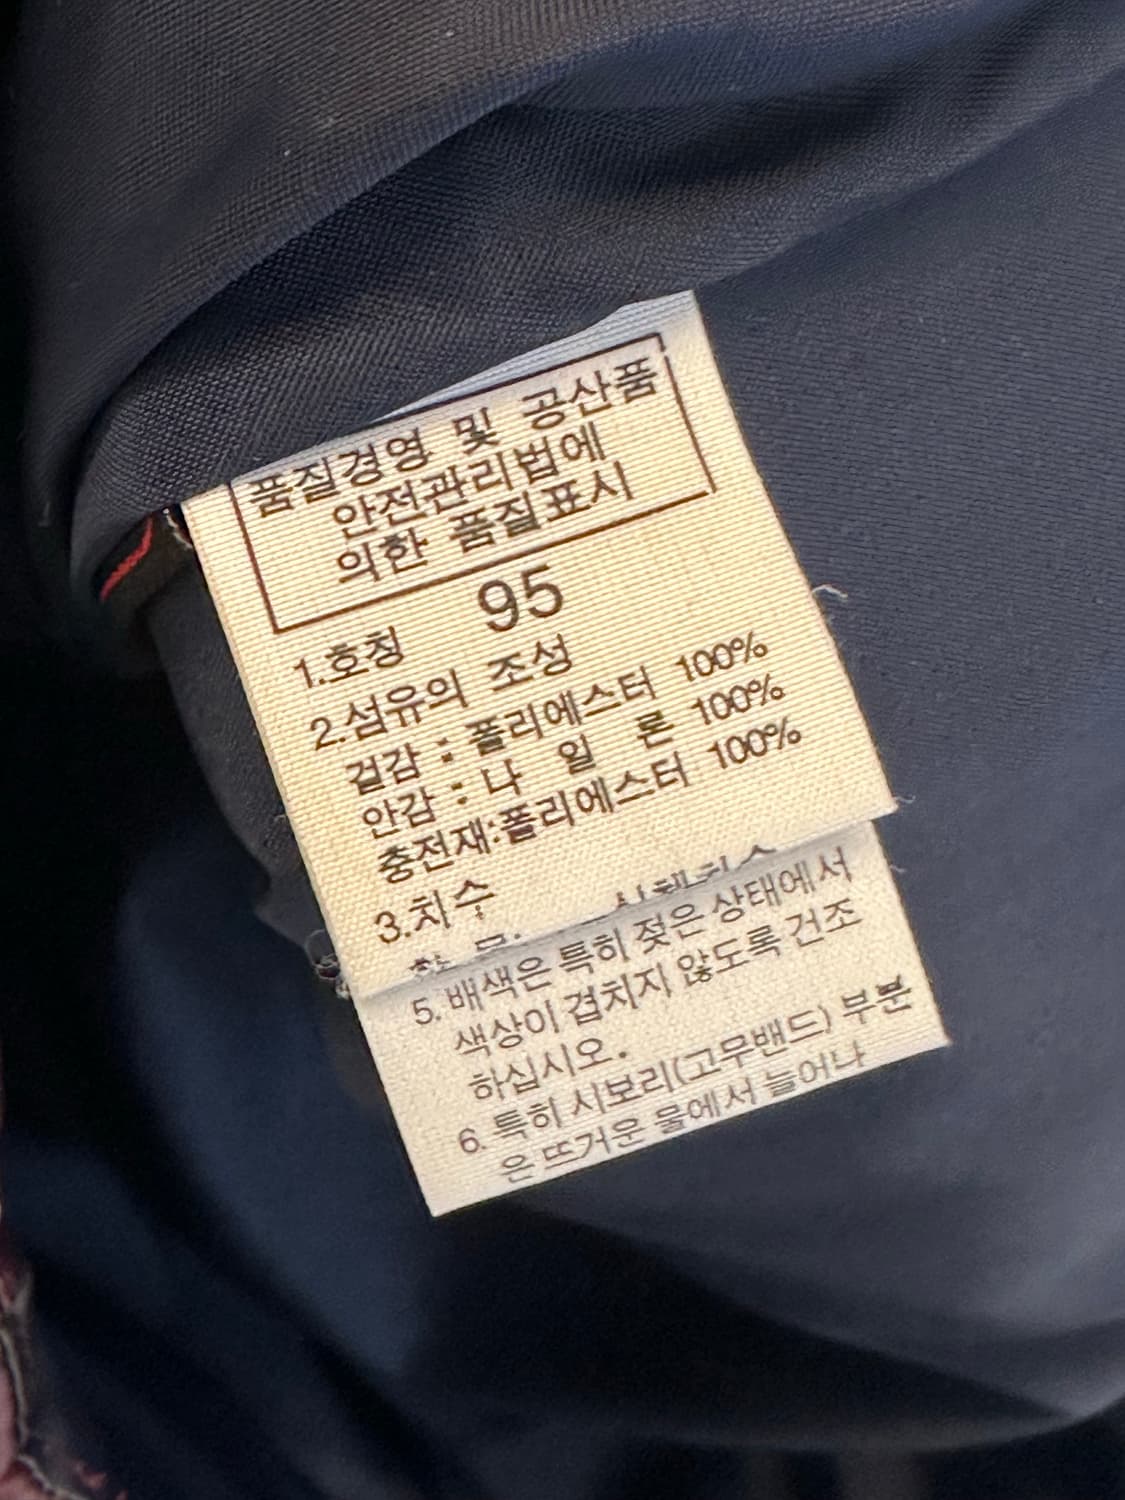 품질경영 및 공산품
안전관리법에
의한 품질표시
1.호칭 95
2.섬유의 조성
겉감 : 폴리에스터 100%
안감 : 나 일 론 100%
충전재:폴리에스터 100%
3.치수 신체치수
5. 배색은 특히 젖은 상태에서
색상이 겹치지 않도록 건조
하십시오.
6. 특히 시보리(고무밴드) 부분
은 뜨거운 물에서 늘어나